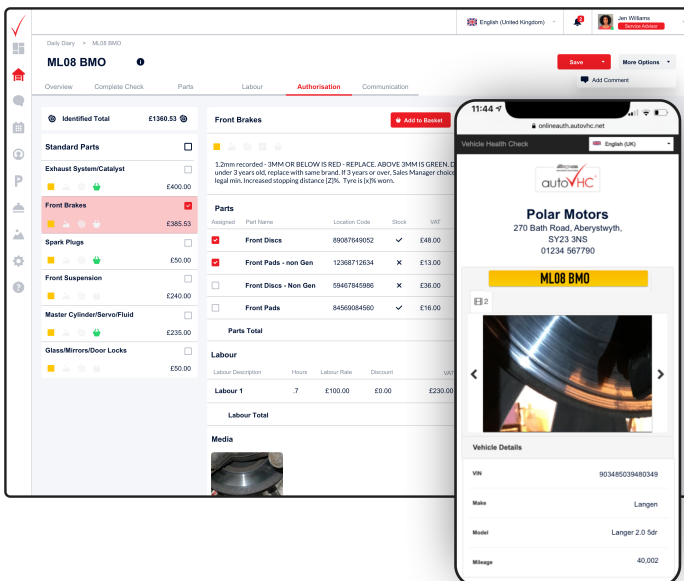 English (United Kingdom)
2
Jen Williams
Service Advisor
Daily Diary > ML08 BMO
ML08 BMO
Save
More Options
Add Comment
Overview
Complete Check
Parts
Labour
Authorisation
Communication
Identified Total £1360.53
Standard Parts
Exhaust System/Catalyst
£400.00
Front Brakes
£385.53
Spark Plugs
£50.00
Front Suspension
£240.00
Master Cylinder/Servo/Fluid
£235.00
Glass/Mirrors/Door Locks
£50.00
Front Brakes
Add to Basket
1.2mm recorded - 3MM OR BELOW IS RED - REPLACE. ABOVE 3MM IS GREEN. D
under 3 years old, replace with same brand. If 3 years or over, Sales Manager choice
legal min. Increased stopping distance [Z]%. Tyre is [x]% worn.
Parts
Assigned Part Name Location Code Stock VAT
Front Discs 89087649052 £48.00
Front Pads - non Gen 12368712634 £13.00
Front Discs - Non Gen 59467845986 £36.00
Front Pads 84569084560 £16.00
Parts Total
Labour
Labour Description Hours Labour Rate Discount VAT
Labour 1 .7 £100.00 £0.00 £230.00
Labour Total
Media
11:44
onlineauth.autovhc.net
Vehicle Health Check
English (UK)
autoVHC
Polar Motors
270 Bath Road, Aberystwyth,
SY23 3NS
01234 567790
ML08 BMO
2
Vehicle Details
VIN 903485039480349
Make Langen
Model Langer 2.0 5dr
Mileage 40,002